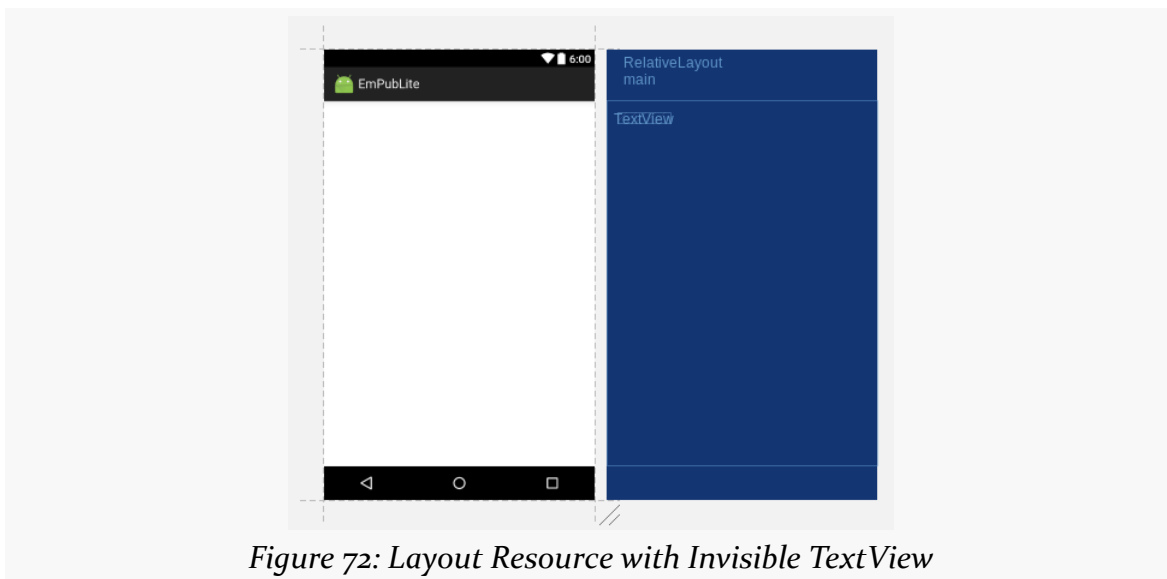 6:00
EmPubLite
RelativeLayout
main
TextView
Figure 72: Layout Resource with Invisible TextView